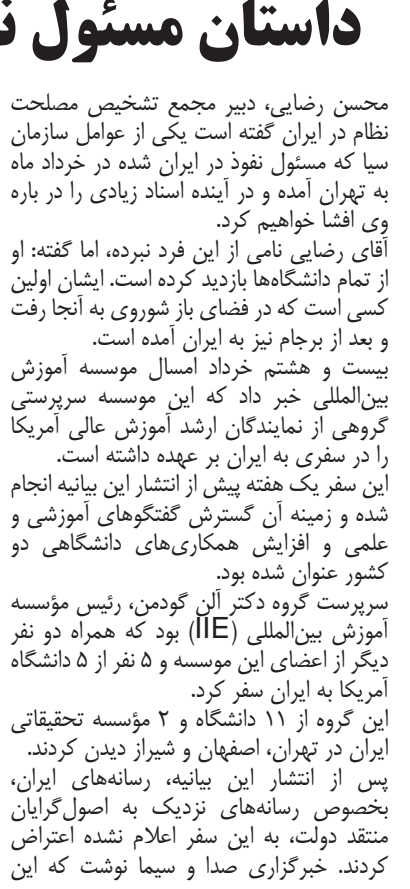 داستان مسئول
محسن رضایی، دبیر مجمع تشخیص مصلحت
نظام در ایران گفته است یکی از عوامل سازمان
سیا که مسئول نفوذ در ایران شده در خرداد ماه
به تهران آمده و در آینده اسناد زیادی را در باره
وی افشا خواهیم کرد.
آقای رضایی نامی از این فرد نبرده، اما گفته: او
از تمام دانشگاه‌ها بازدید کرده است. ایشان اولین
کسی است که در فضای باز شوروی به آنجا رفت
و بعد از برجام نیز به ایران آمده است.
بیست و هشتم خرداد امسال موسسه آموزش
بین‌المللی خبر داد که این موسسه سرپرستی
گروهی از نمایندگان ارشد آموزش عالی آمریکا
را در سفری به ایران بر عهده داشته است.
این سفر یک هفته پیش از انتشار این بیانیه انجام
شده و زمینه آن گسترش گفتگوهای آموزشی و
علمی و افزایش همکاری‌های دانشگاهی دو
کشور عنوان شده بود.
سرپرست گروه دکتر آلن گودمن، رئیس مؤسسه
آموزش بین‌المللی (IIE) بود که همراه دو نفر
دیگر از اعضای این موسسه و ۵ نفر از ۵ دانشگاه
آمریکا به ایران سفر کرد.
این گروه از ۱۱ دانشگاه و ۲ مؤسسه تحقیقاتی
ایران در تهران، اصفهان و شیراز دیدن کردند.
پس از انتشار این بیانیه، رسانه‌های ایران،
بخصوص رسانه‌های نزدیک به اصول‌گرایان
منتقد دولت، به این سفر اعلام نشده اعتراض
کردند. خبرگزاری صدا و سیما نوشت که این